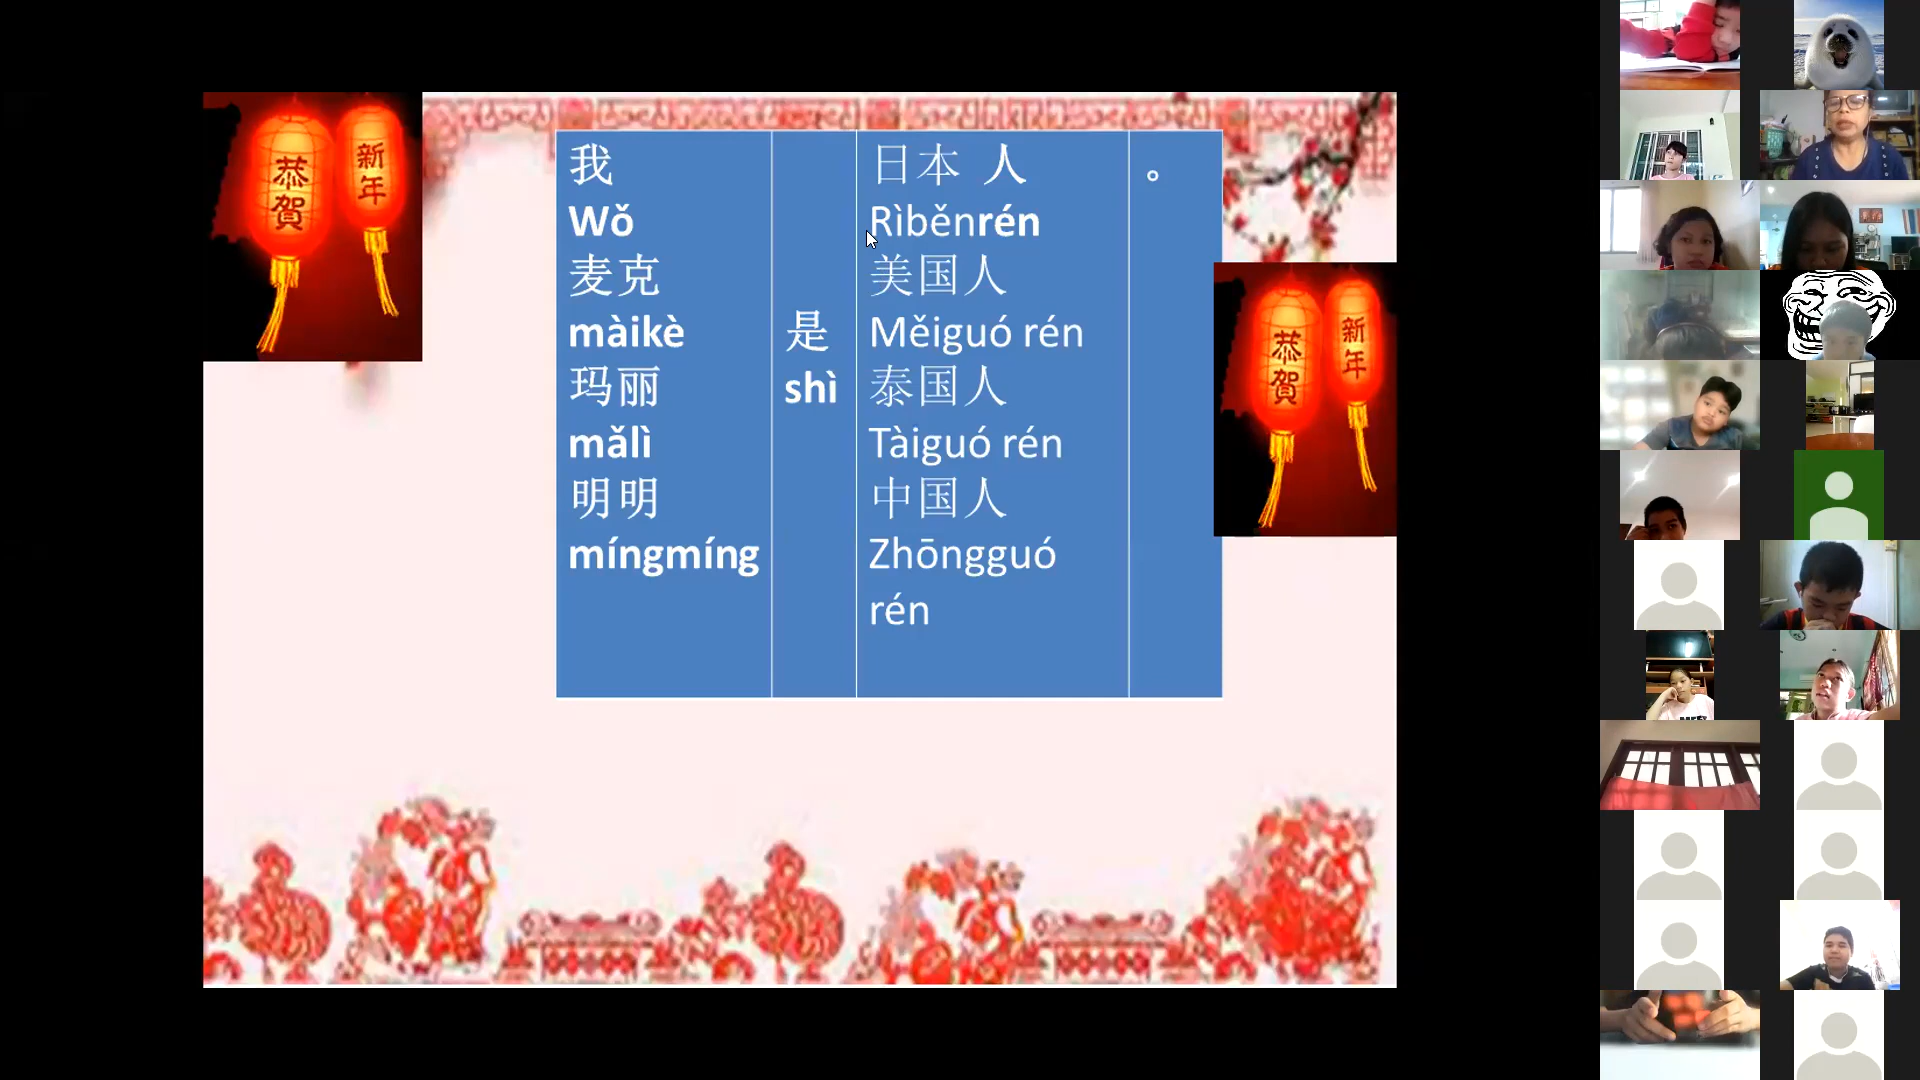 恭賀
新年
我
Wǒ
麦克
màikè
玛丽
mǎlì
明明
míngmíng
是
shì
日本 人
Rìběnrén
美国人
Měiguó rén
泰国人
Tàiguó rén
中国人
Zhōngguó
rén
。
恭賀
新年